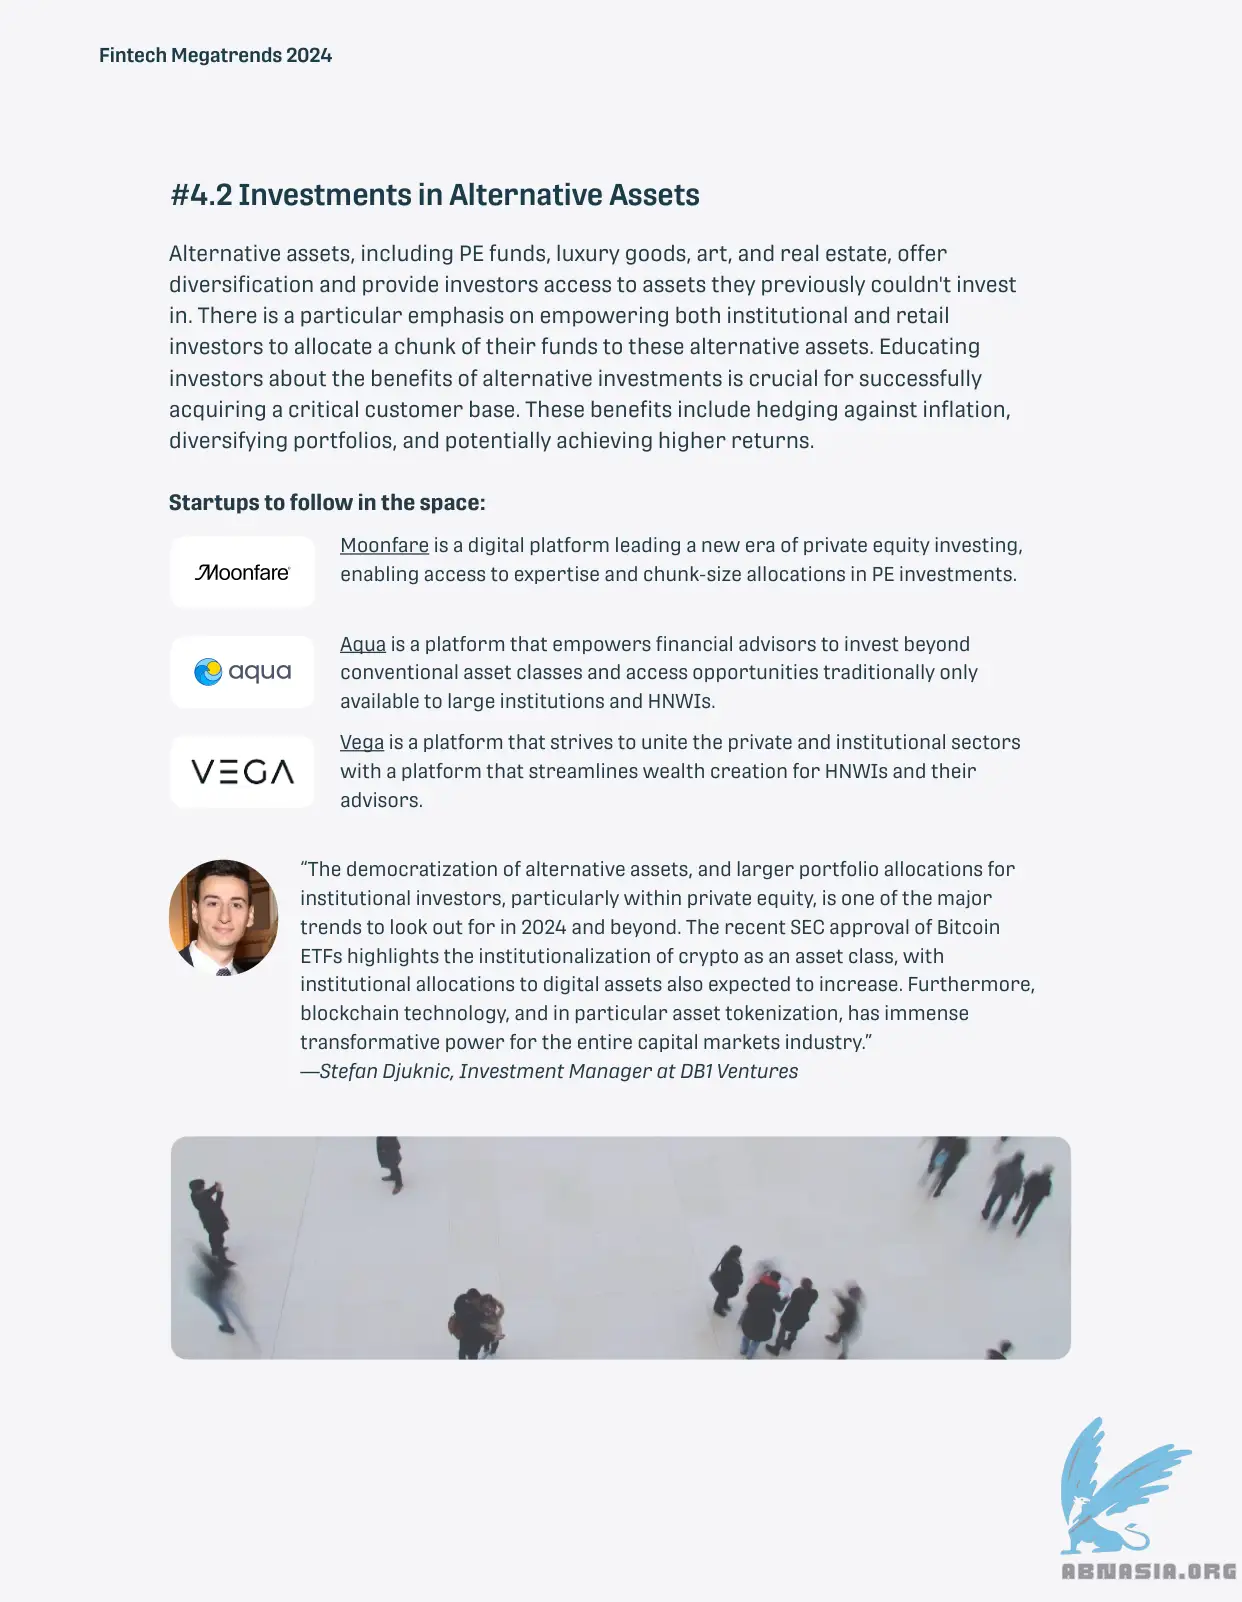 Fintech Megatrends 2024
#4.2 Investments in Alternative Assets
Alternative assets, including PE funds, luxury goods, art, and real estate, offer
diversification and provide investors access to assets they previously couldn't invest
in. There is a particular emphasis on empowering both institutional and retail
investors to allocate a chunk of their funds to these alternative assets. Educating
investors about the benefits of alternative investments is crucial for successfully
acquiring a critical customer base. These benefits include hedging against inflation,
diversifying portfolios, and potentially achieving higher returns.
Startups to follow in the space:
Moonfare
Moonfare is a digital platform leading a new era of private equity investing,
enabling access to expertise and chunk-size allocations in PE investments.
aqua
Aqua is a platform that empowers financial advisors to invest beyond
conventional asset classes and access opportunities traditionally only
available to large institutions and HNWIs.
VEGA
Vega is a platform that strives to unite the private and institutional sectors
with a platform that streamlines wealth creation for HNWIs and their
advisors.
“The democratization of alternative assets, and larger portfolio allocations for
institutional investors, particularly within private equity, is one of the major
trends to look out for in 2024 and beyond. The recent SEC approval of Bitcoin
ETFs highlights the institutionalization of crypto as an asset class, with
institutional allocations to digital assets also expected to increase. Furthermore,
blockchain technology, and in particular asset tokenization, has immense
transformative power for the entire capital markets industry.”
—Stefan Djuknic, Investment Manager at DB1 Ventures
ABNASIA.ORG